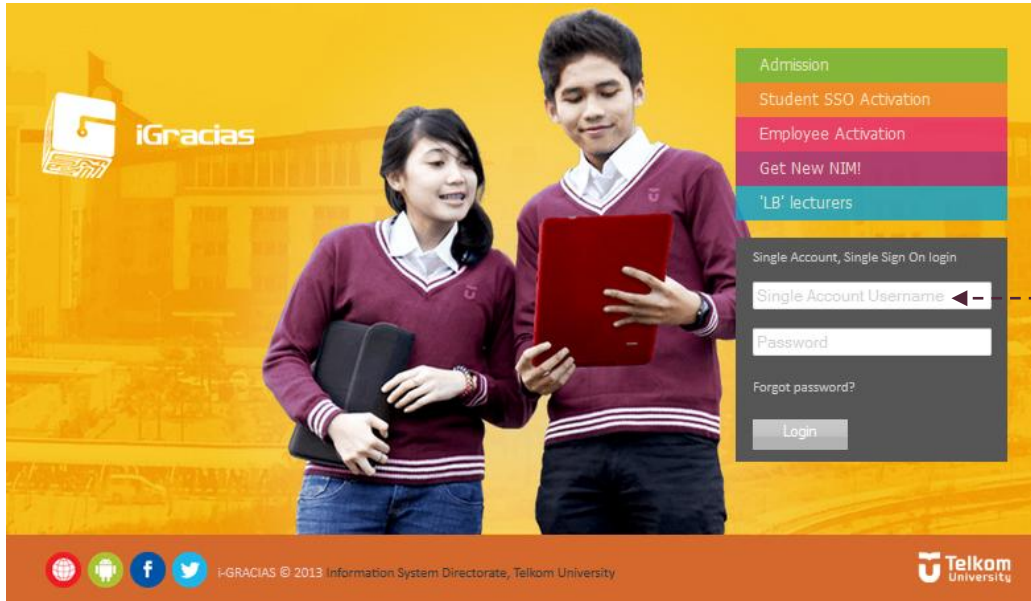 iGracias
Admission
Student SSO Activation
Employee Activation
Get New NIM!
'LB' lecturers
Single Account, Single Sign On login
Single Account Username
Password
Forgot password?
Login
i-GRACIAS © 2013 Information System Directorate, Telkom University
Telkom
University